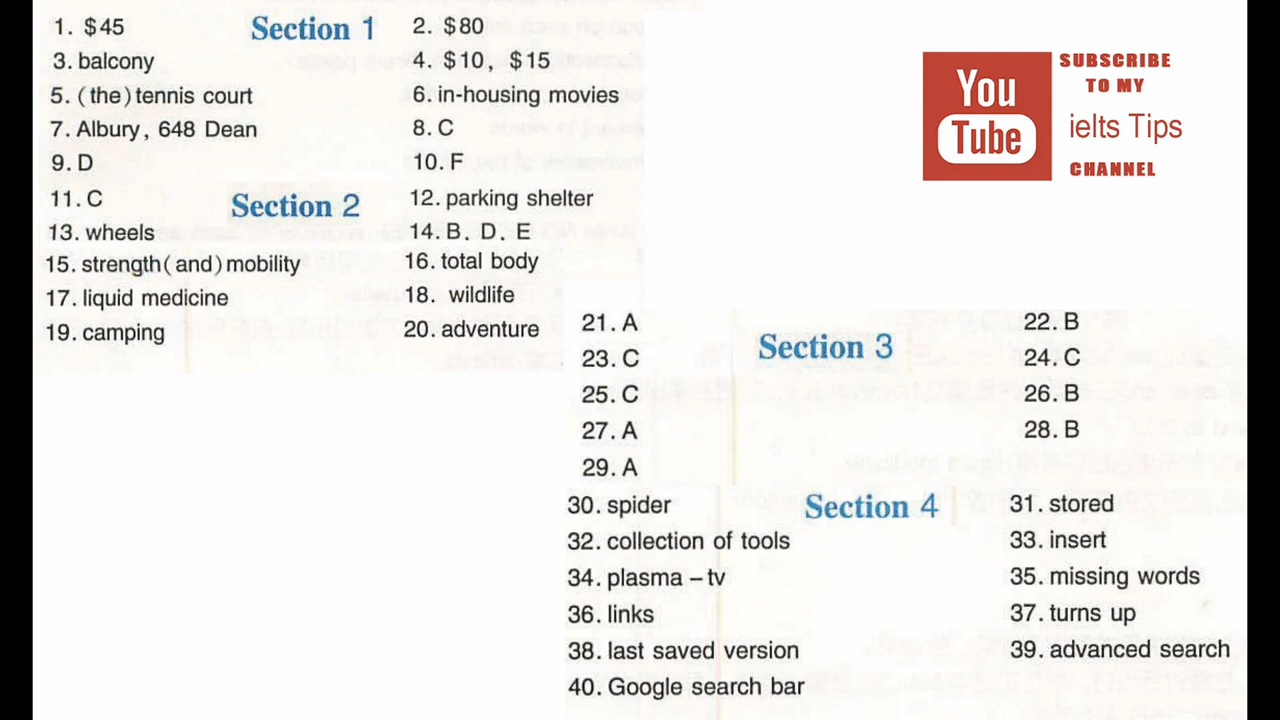 1. $45
Section 1
2. $80
3. balcony
4. $10, $15
5. (the) tennis court
6. in-housing movies
7. Albury, 648 Dean
8. C
9. D
10. F
11. C
Section 2
12. parking shelter
13. wheels
14. B, D, E
15. strength (and) mobility
16. total body
17. liquid medicine
18. wildlife
19. camping
20. adventure
You
Tube
SUBSCRIBE
TO MY
ielts Tips
CHANNEL
21. A
Section 3
22. B
23. C
24. C
25. C
26. B
27. A
28. B
29. A
30. spider
Section 4
31. stored
32. collection of tools
33. insert
34. plasma – tv
35. missing words
36. links
37. turns up
38. last saved version
39. advanced search
40. Google search bar